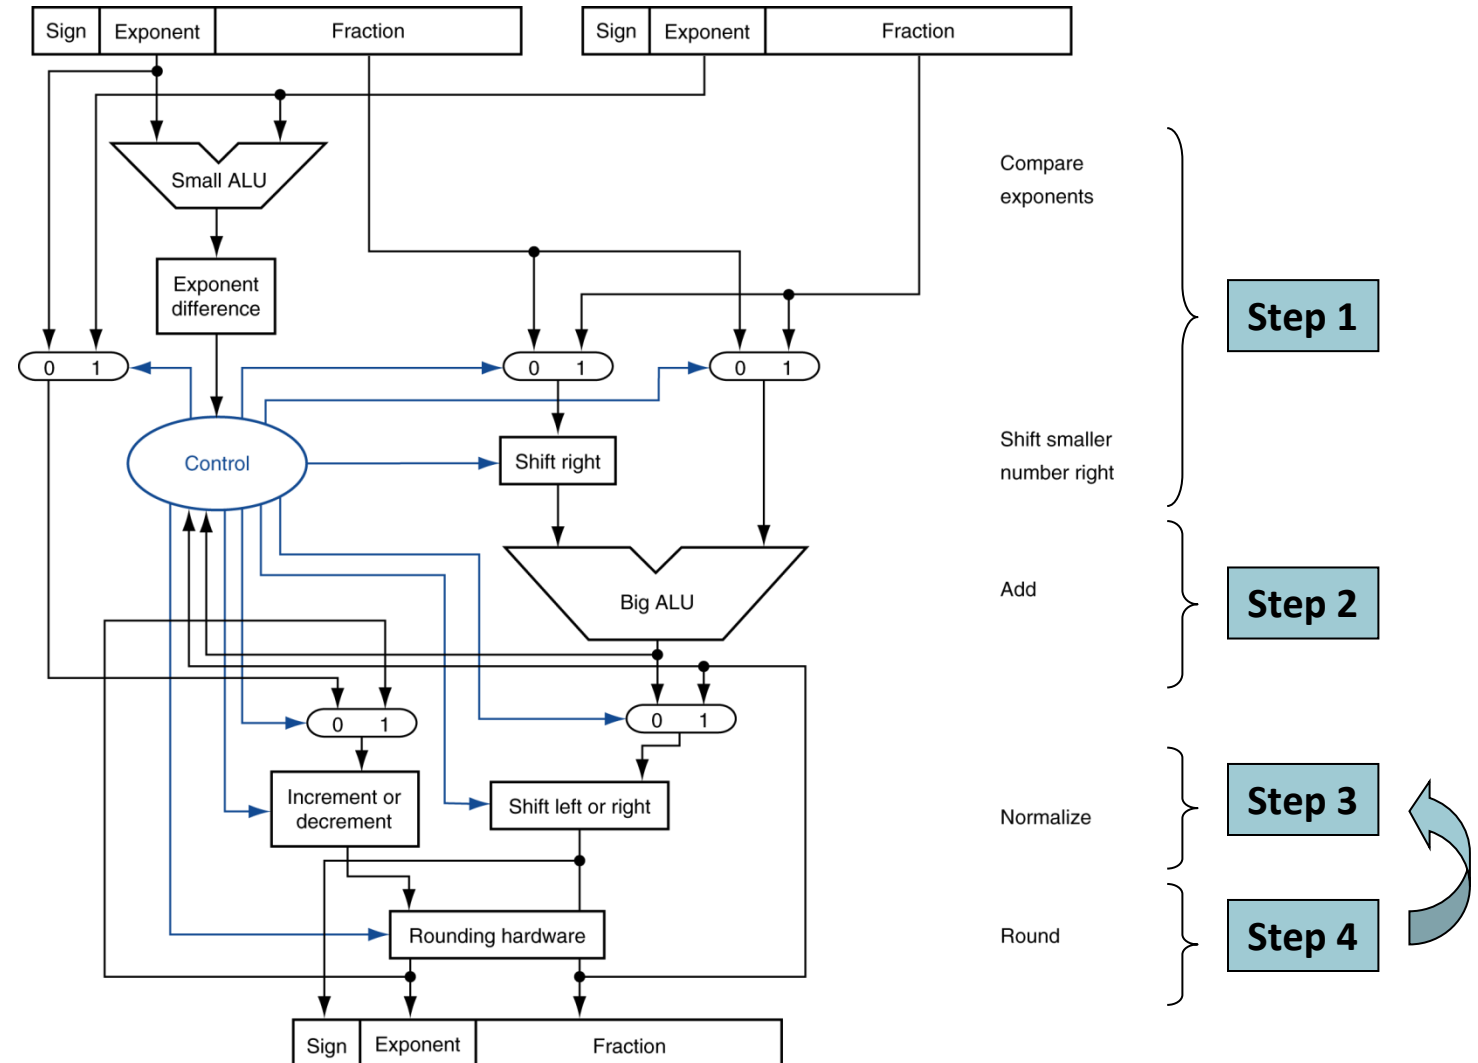 Sign Exponent Fraction Sign Exponent Fraction
Small ALU
Compare
exponents
Exponent
difference
Step 1
0 1 0 1 0 1
Control
Shift right
Shift smaller
number right
Big ALU
Add
Step 2
0 1 0 1
Increment or
decrement
Shift left or right
Normalize
Step 3
Rounding hardware
Round
Step 4
Sign Exponent Fraction